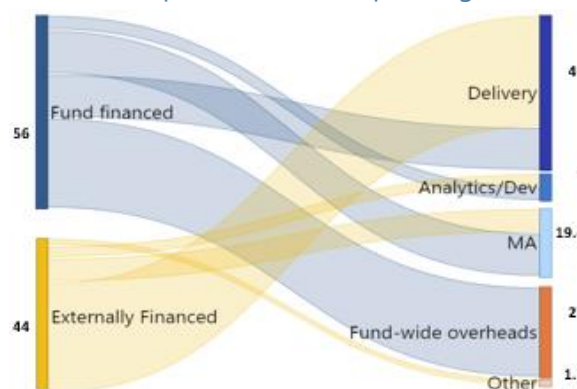 Fund financed
56
Externally Financed
44
Delivery
4
Analytics/Dev
MA
19.
Fund-wide overheads
2
Other
1.